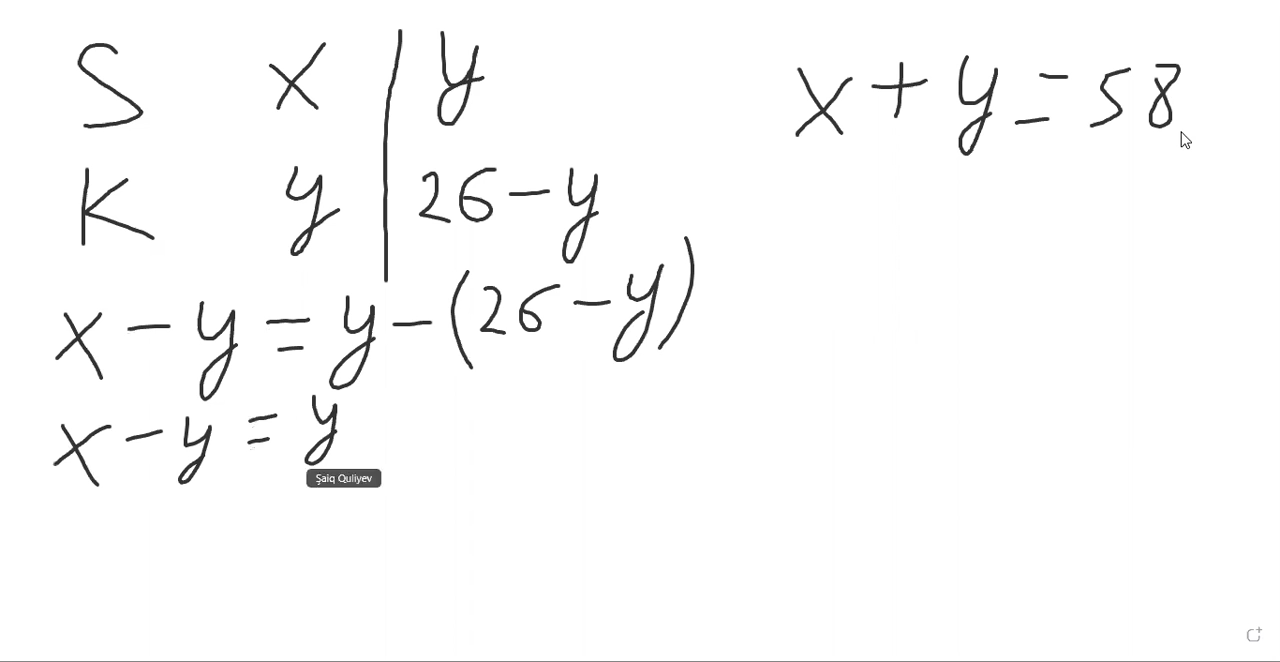 S x | y
K y | 26 - y
x - y = y - (26 - y)
x - y = y
Şaiq Quliyev
x + y = 58